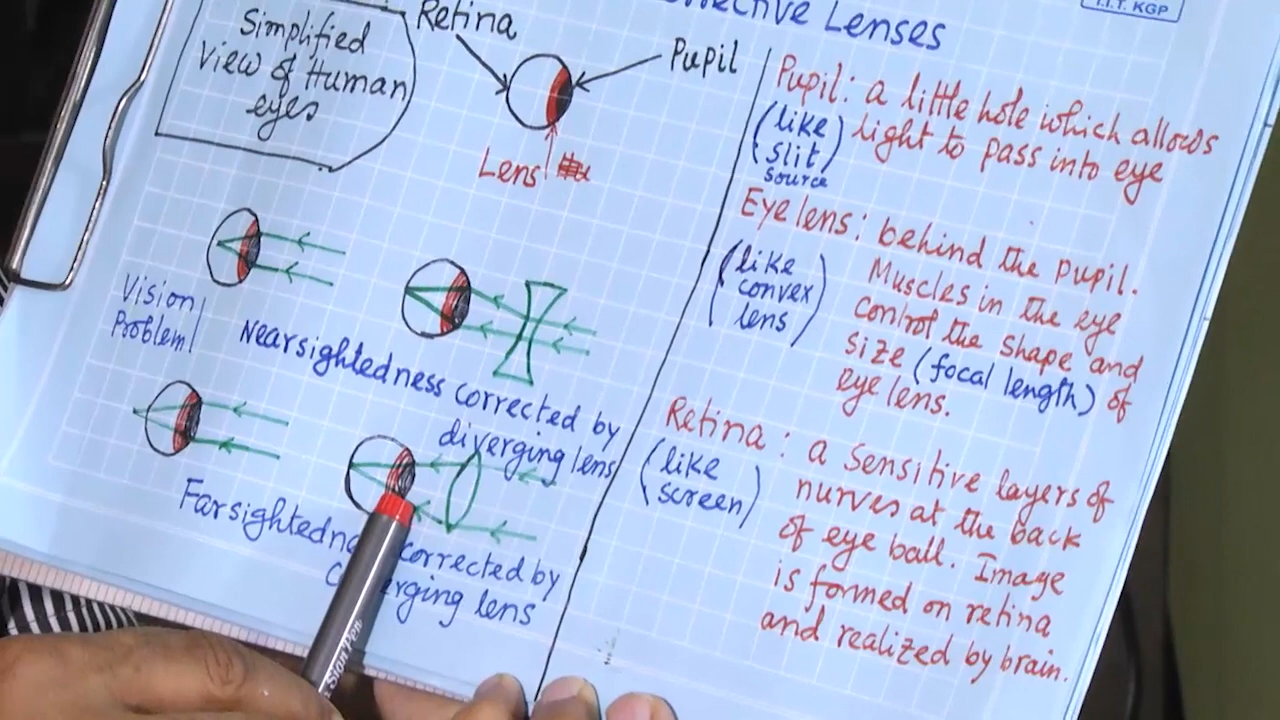 Lenses
I.I.T. KGP
Simplified
View of Human
eyes
Retina
Pupil
Lens
Vision
Problem
Nearsightedness corrected by
diverging lens
Farsightedn corrected by
erging lens
Pupil: a little hole which allows
(like light to pass into eye
slit)
source
Eye lens: behind the pupil.
(like Muscles in the eye
convex control the shape and
lens) size (focal length) of
eye lens.
Retina: a sensitive layers of
(like nurves at the back
screen) of eye ball. Image
is formed on retina
and realized by brain.
Sign Pen